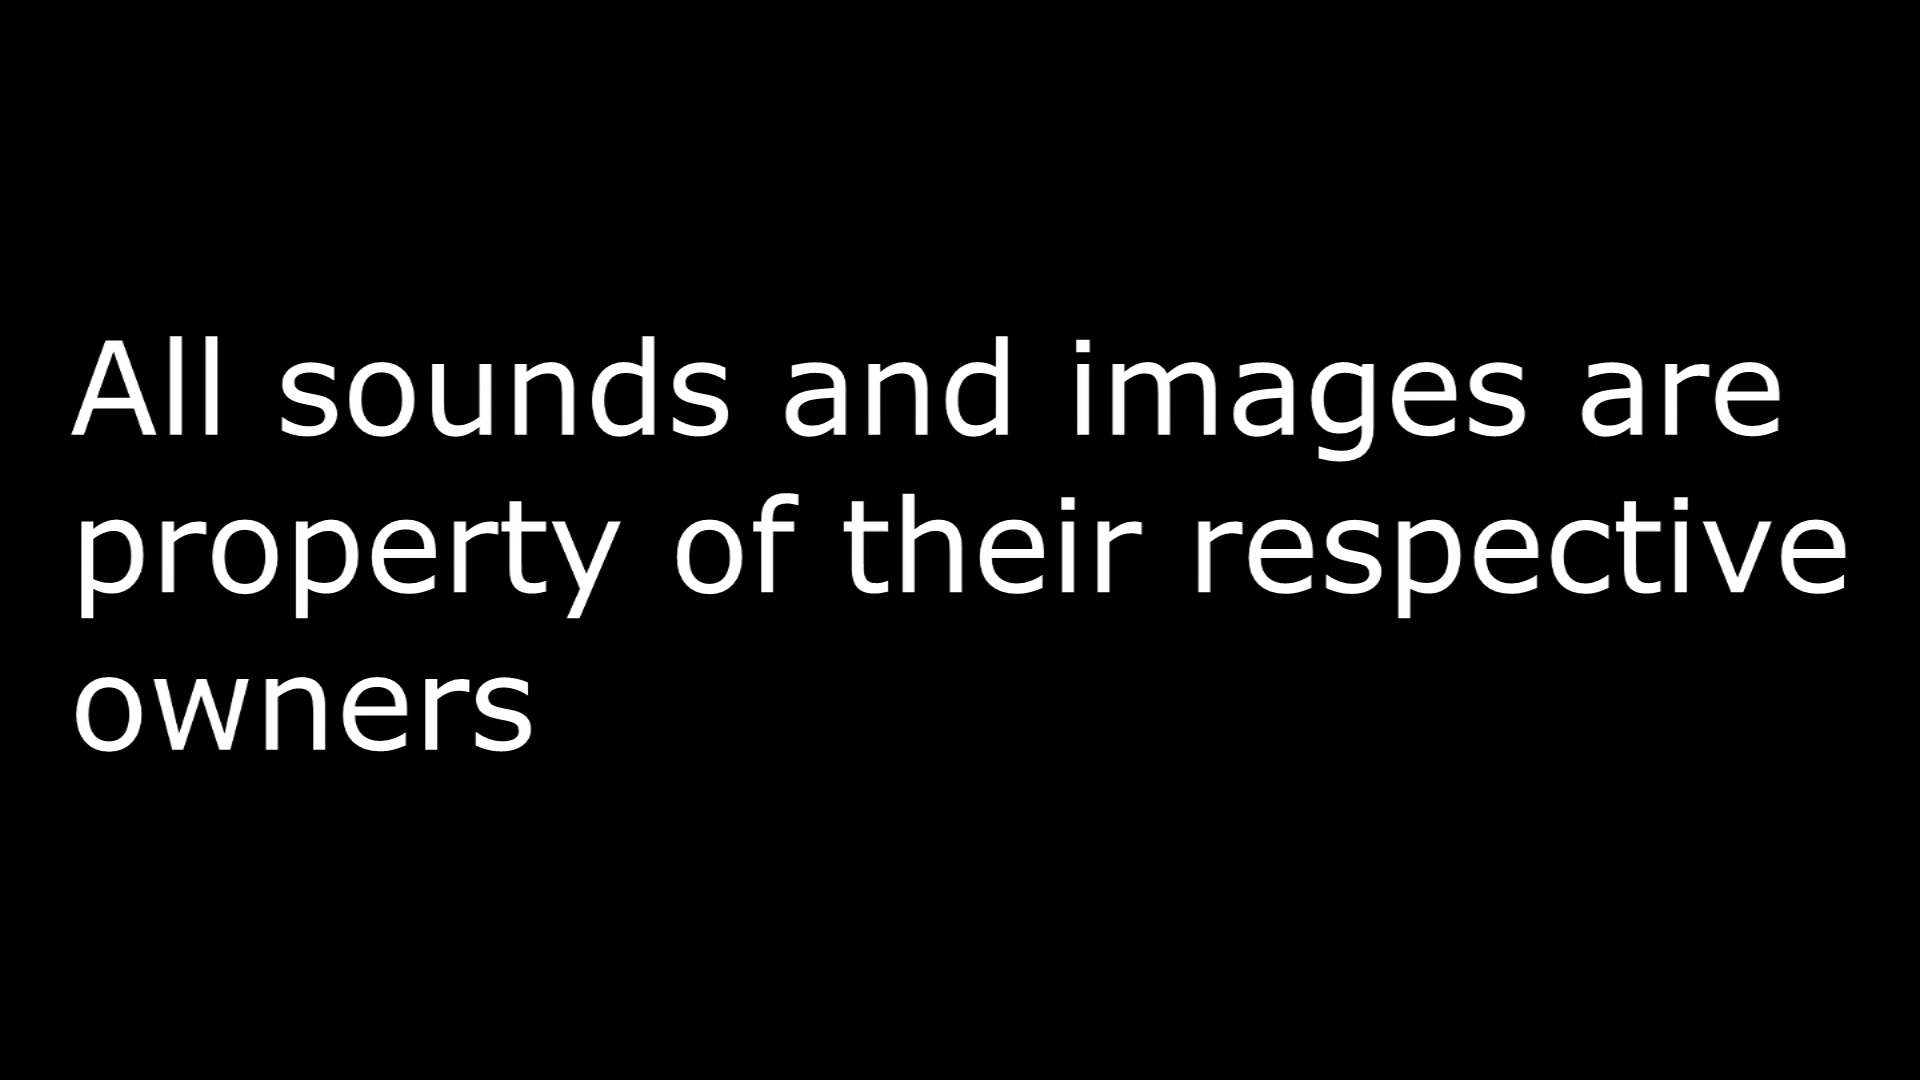 All sounds and images are
property of their respective
owners